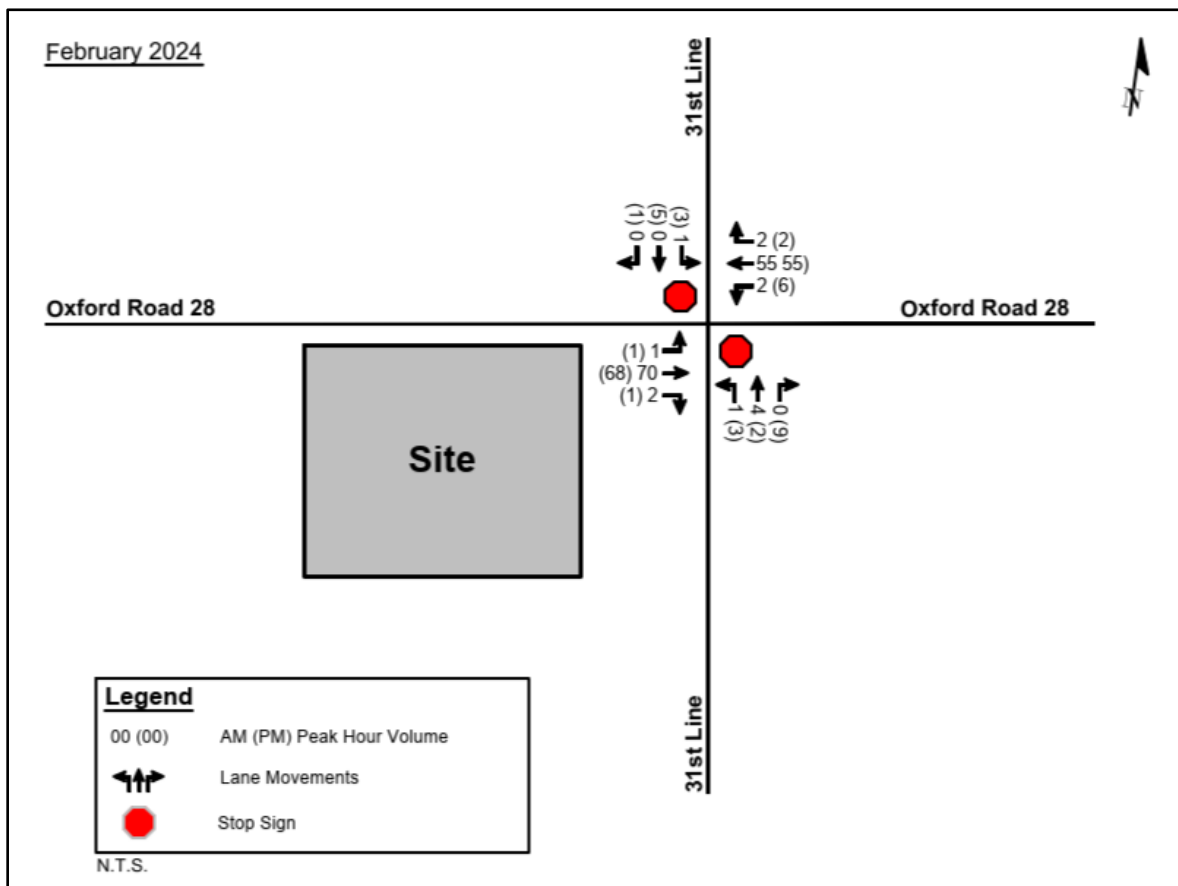 February 2024
31st Line
N
(1) 0
(5) 0
(3) 1
2 (2)
55 55)
2 (6)
Oxford Road 28
Oxford Road 28
(1) 1
(68) 70
(1) 2
1 (3)
4 (2)
0 (9)
Site
31st Line
Legend
00 (00) AM (PM) Peak Hour Volume
Lane Movements
Stop Sign
N.T.S.